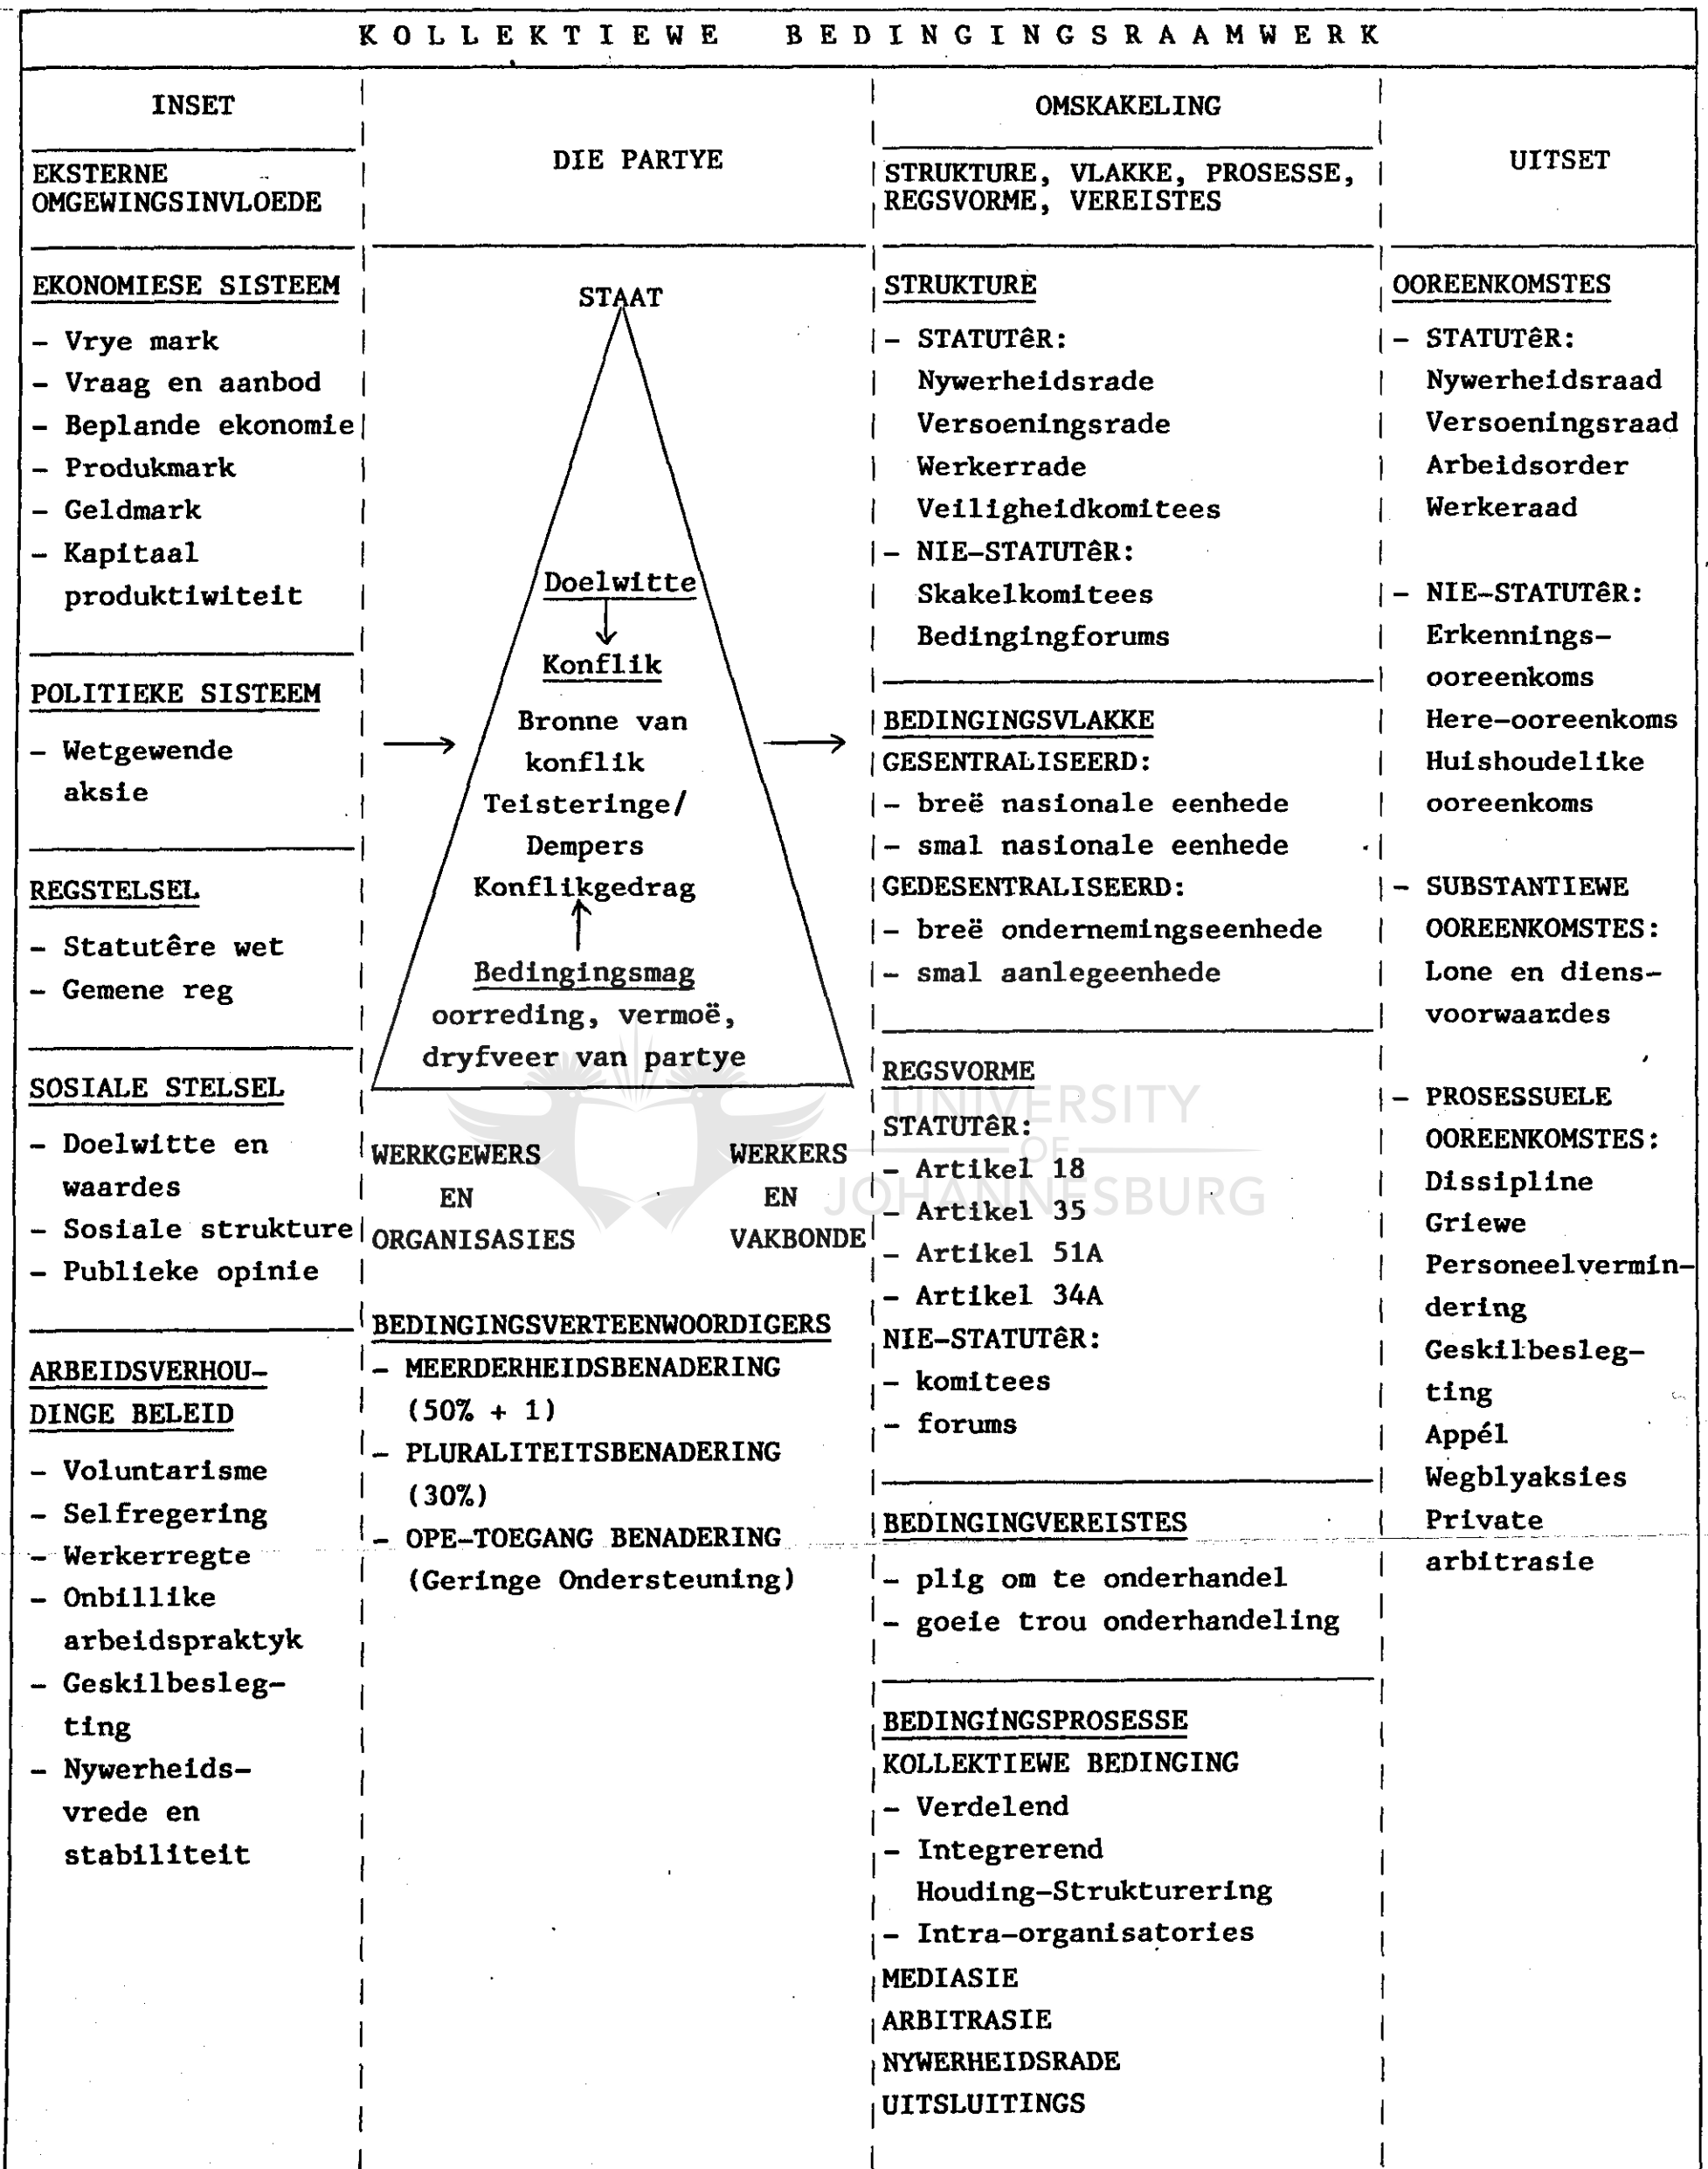 KOLLEKTIEWE BEDINGINGSRAAMWERK
INSET
EKSTERNE
OMGEWINGSINVLOEDE
EKONOMIESE SISTEEM
- Vrye mark
- Vraag en aanbod
- Beplande ekonomie
- Produkmark
- Geldmark
- Kapitaal
produktiwiteit
POLITIEKE SISTEEM
- Wetgewende
aksie
REGSTELSEL
- Statutêre wet
- Gemene reg
SOSIALE STELSEL
- Doelwitte en
waardes
- Sosiale strukture
- Publieke opinie
ARBEIDSVERHOU-
DINGE BELEID
- Voluntarisme
- Selfregering
- Werkerregte
- Onbillike
arbeidspraktyk
- Geskilbesleg-
ting
- Nywerheids-
vrede en
stabiliteit
DIE PARTYE
STAAT
Doelwitte
Konflik
Bronne van
konflik
Teisteringe/
Dempers
Konflikgedrag
Bedingingsmag
oorreding, vermoë,
dryfveer van partye
WERKGEWERS
EN
ORGANISASIES
WERKERS
EN
VAKBONDE
BEDINGINGSVERTEENWOORDIGERS
- MEERDERHEIDSBENADERING
(50% + 1)
- PLURALITEITSBENADERING
(30%)
- OPE-TOEGANG BENADERING
(Geringe Ondersteuning)
OMSKAKELING
STRUKTURE, VLAKKE, PROSESSE,
REGSVORME, VEREISTES
STRUKTURE
- STATUTêR:
Nywerheidsrade
Versoeningsrade
Werkerrade
Veiligheidkomitees
- NIE-STATUTêR:
Skakelkomitees
Bedingingforums
BEDINGINGSVLAKKE
GESENTRALISEERD:
- breë nasionale eenhede
- smal nasionale eenhede
GEDESENTRALISEERD:
- breë ondernemingseenhede
- smal aanlegeenhede
REGSVORME
STATUTêR:
- Artikel 18
- Artikel 35
- Artikel 51A
- Artikel 34A
NIE-STATUTêR:
- komitees
- forums
BEDINGINGVEREISTES
- plig om te onderhandel
- goeie trou onderhandeling
BEDINGINGSPROSESSE
KOLLEKTIEWE BEDINGING
- Verdelend
- Integrerend
Houding-Strukturering
- Intra-organisatories
MEDIASIE
ARBITRASIE
NYWERHEIDSRADE
UITSLUITINGS
UITSET
OOREENKOMSTES
- STATUTêR:
Nywerheidsraad
Versoeningsraad
Arbeidsorder
Werkeraad
- NIE-STATUTêR:
Erkennings-
ooreenkoms
Here-ooreenkoms
Huishoudelike
ooreenkoms
- SUBSTANTIEWE
OOREENKOMSTES:
Lone en diens-
voorwaardes
- PROSESSUELE
OOREENKOMSTES:
Dissipline
Griewe
Personeelvermin-
dering
Geskilbesleg-
ting
Appél
Wegblyaksies
Private
arbitrasie
UNIVERSITY
OF
JOHANNESBURG